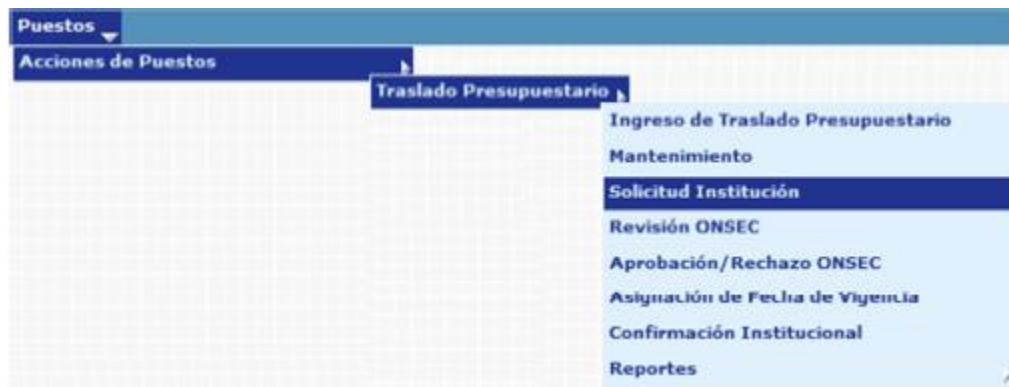 Puestos
Acciones de Puestos
Traslado Presupuestario
Ingreso de Traslado Presupuestario
Mantenimiento
Solicitud Institución
Revisión ONSEC
Aprobación/Rechazo ONSEC
Asignación de Fecha de Vigencia
Confirmación Institucional
Reportes